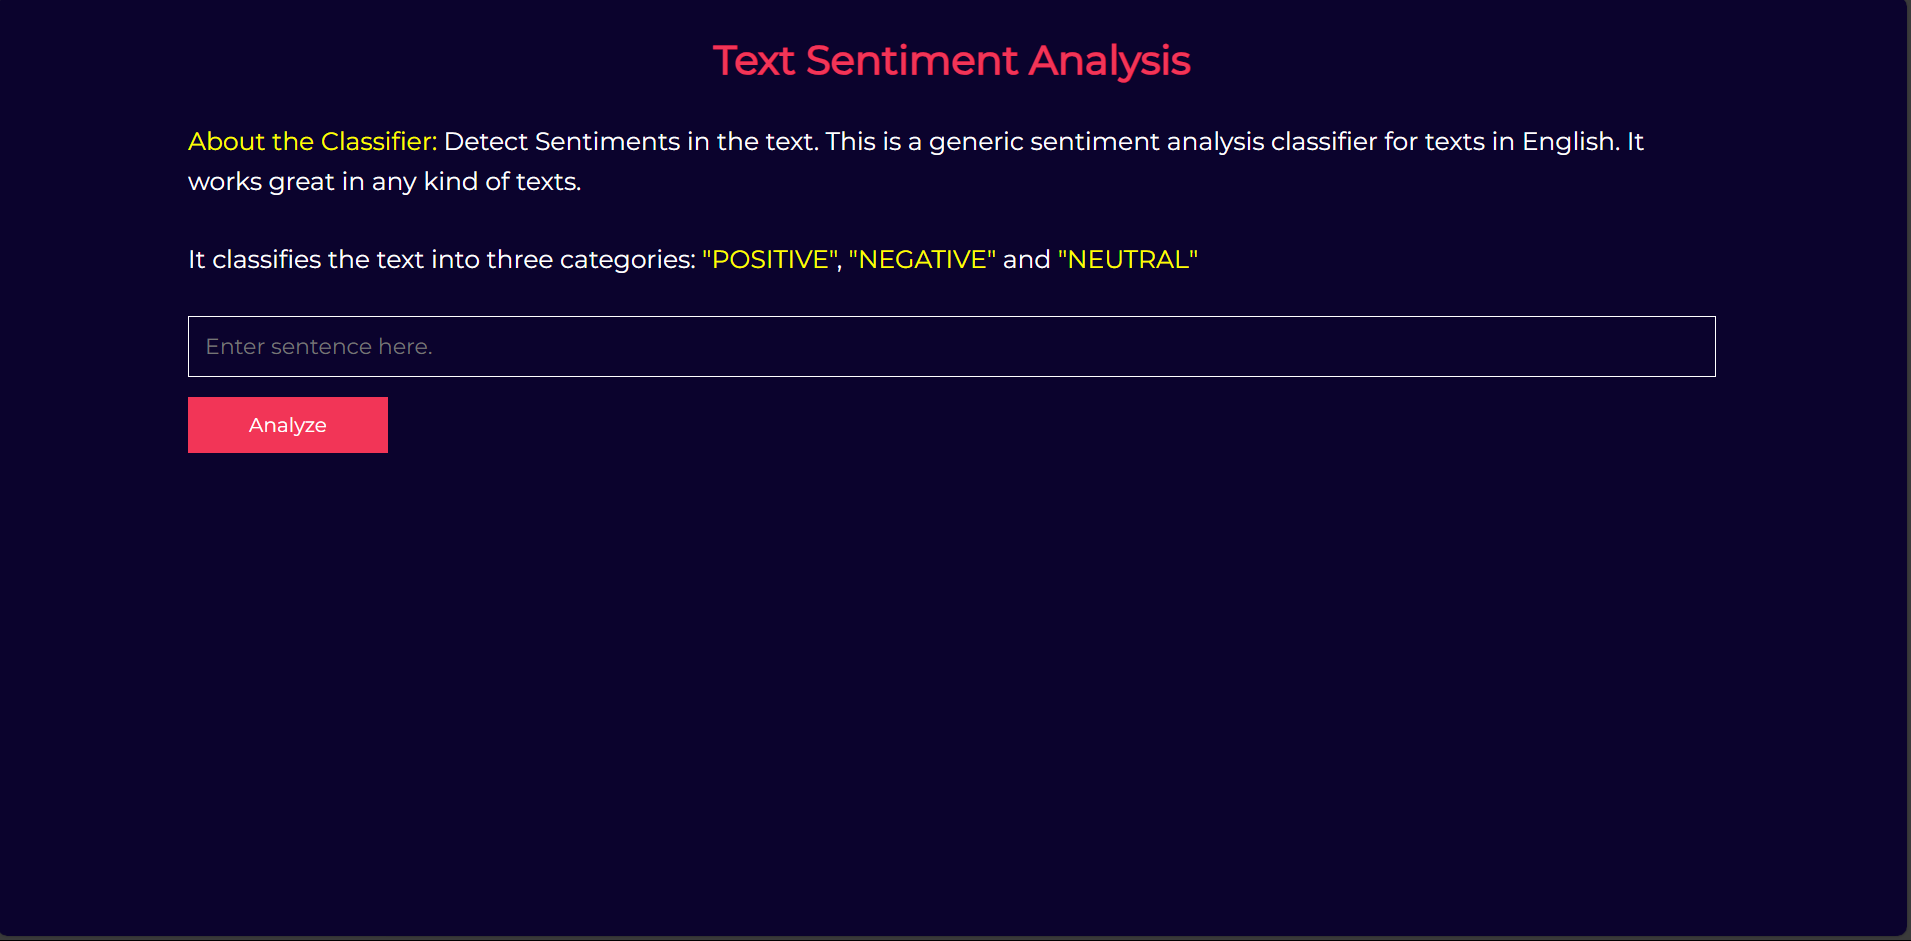 Text Sentiment Analysis
About the Classifier: Detect Sentiments in the text. This is a generic sentiment analysis classifier for texts in English. It
works great in any kind of texts.
It classifies the text into three categories: "POSITIVE", "NEGATIVE" and "NEUTRAL"
Enter sentence here.
Analyze